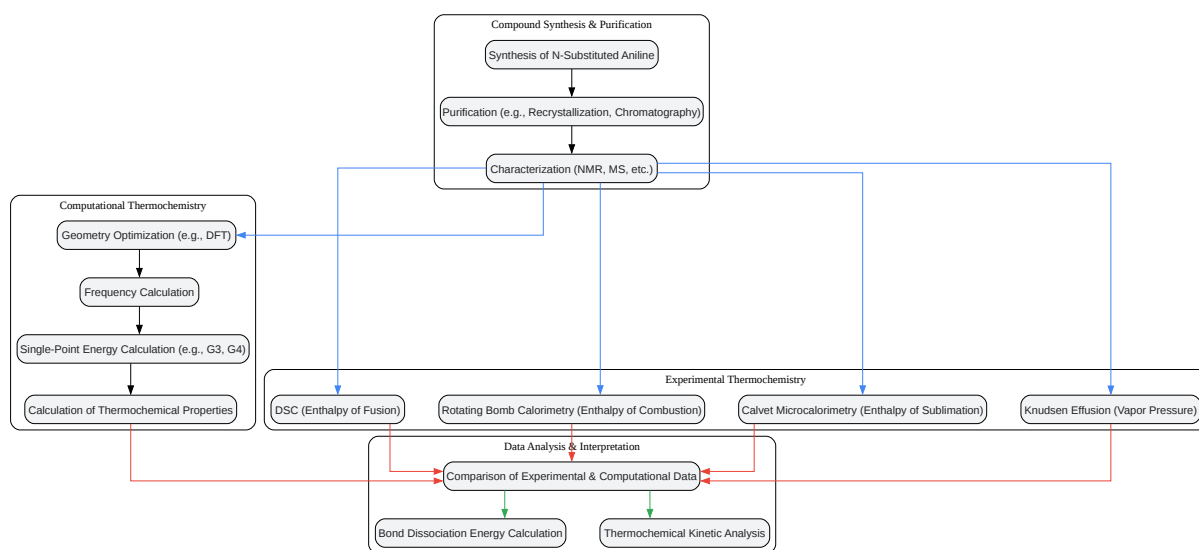 Compound Synthesis & Purification
Synthesis of N-Substituted Aniline
Purification (e.g., Recrystallization, Chromatography)
Characterization (NMR, MS, etc.)
Computational Thermochemistry
Geometry Optimization (e.g., DFT)
Frequency Calculation
Single-Point Energy Calculation (e.g., G3, G4)
Calculation of Thermochemical Properties
Experimental Thermochemistry
DSC (Enthalpy of Fusion)
Rotating Bomb Calorimetry (Enthalpy of Combustion)
Calvet Microcalorimetry (Enthalpy of Sublimation)
Knudsen Effusion (Vapor Pressure)
Data Analysis & Interpretation
Comparison of Experimental & Computational Data
Bond Dissociation Energy Calculation
Thermochemical Kinetic Analysis